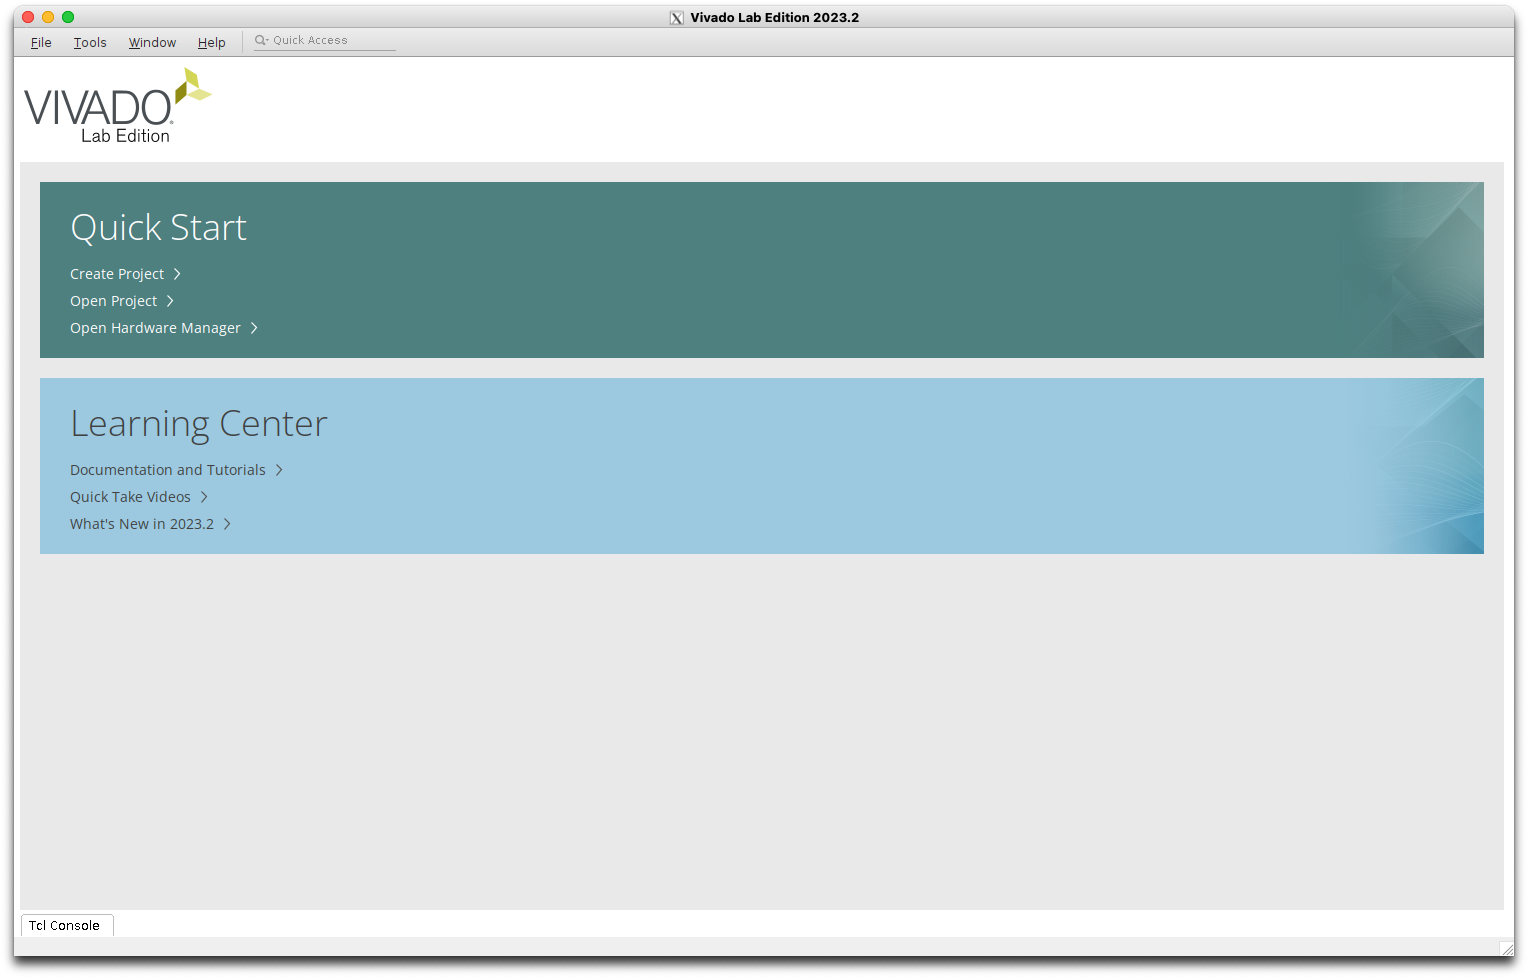 Vivado Lab Edition 2023.2
File Tools Window Help Quick Access
VIVADO®
Lab Edition
Quick Start
Create Project
Open Project
Open Hardware Manager
Learning Center
Documentation and Tutorials
Quick Take Videos
What's New in 2023.2
Tcl Console